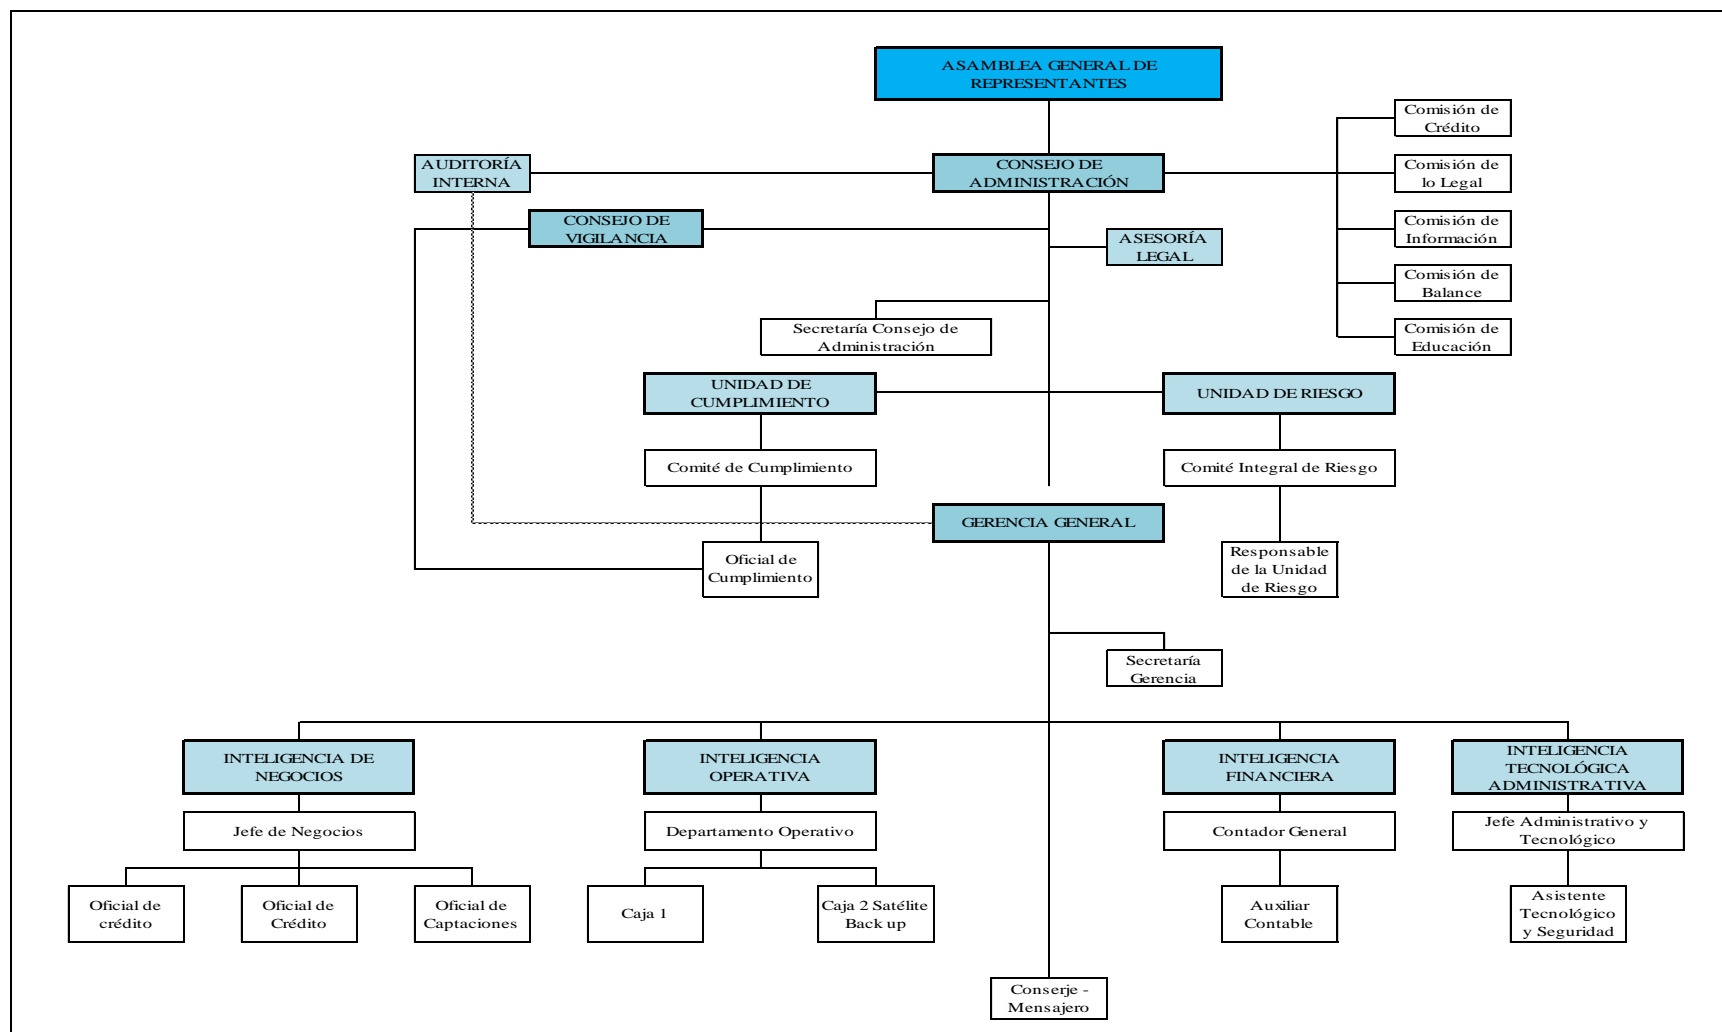 ASAMBLEA GENERAL DE
REPRESENTANTES
Comisión de
Crédito
AUDITORÍA
INTERNA
CONSEJO DE
ADMINISTRACIÓN
Comisión de
lo Legal
CONSEJO DE
VIGILANCIA
ASESORÍA
LEGAL
Comisión de
Información
Comisión de
Balance
Secretaría Consejo de
Administración
Comisión de
Educación
UNIDAD DE
CUMPLIMIENTO
UNIDAD DE RIESGO
Comité de Cumplimiento
Comité Integral de Riesgo
GERENCIA GENERAL
Oficial de
Cumplimiento
Responsable
de la Unidad
de Riesgo
Secretaría
Gerencia
INTELIGENCIA DE
NEGOCIOS
INTELIGENCIA
OPERATIVA
INTELIGENCIA
FINANCIERA
INTELIGENCIA
TECNOLÓGICA
ADMINISTRATIVA
Jefe de Negocios
Departamento Operativo
Contador General
Jefe Administrativo y
Tecnológico
Oficial de
crédito
Oficial de
Crédito
Oficial de
Captaciones
Caja 1
Caja 2 Satélite
Back up
Auxiliar
Contable
Asistente
Tecnológico
y Seguridad
Conserje -
Mensajero